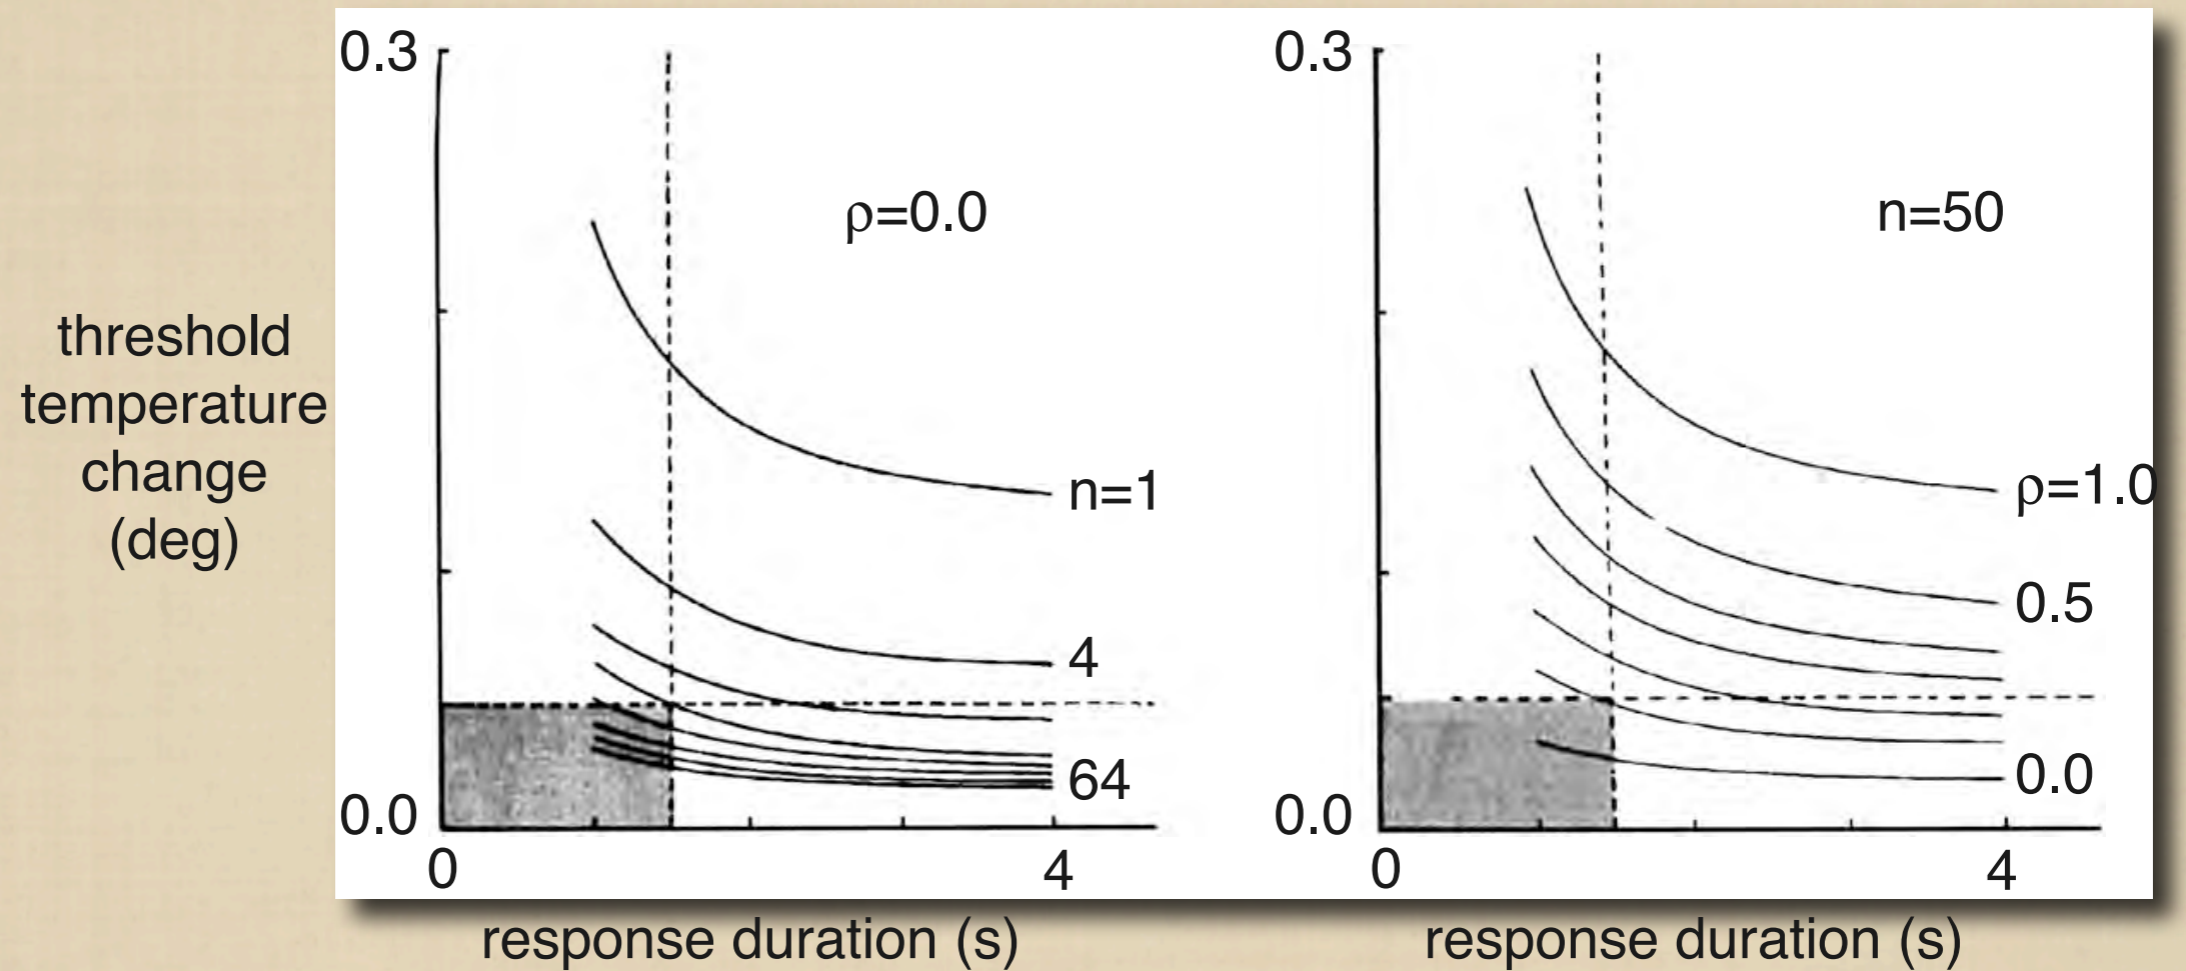 threshold
temperature
change
(deg)
0.3
0.0
ρ=0.0
n=1
4
64
0
4
response duration (s)
0.3
0.0
n=50
ρ=1.0
0.5
0.0
0
4
response duration (s)